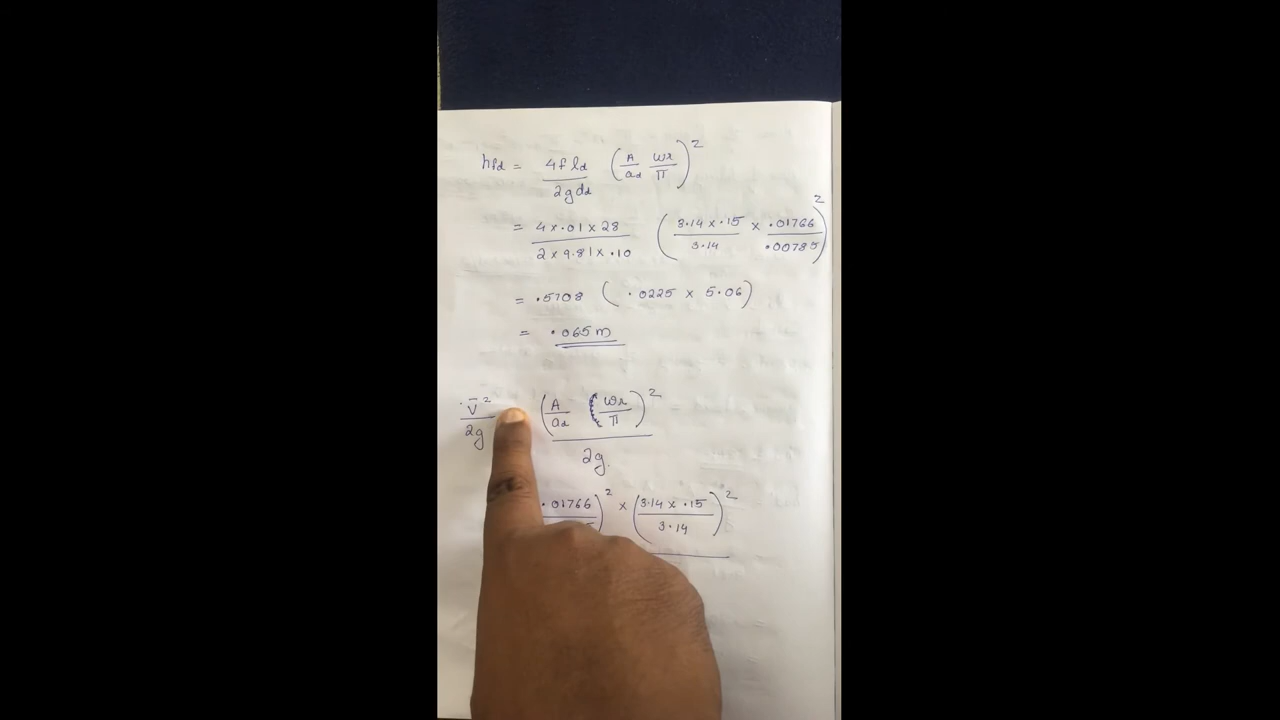 hfd = 4f ld / 2g dd ( A / ad ωr / π )²
= 4 × .01 × 28 / 2 × 9.81 × .10 ( 3.14 × .15 / 3.14 × .01766 / .00785 )²
= .5708 ( .0225 × 5.06 )
= .065 m
V̄² / 2g ( A / ad ( ωr / π )² / 2g.
.01766 )² × ( 3.14 × .15 / 3.14 )²